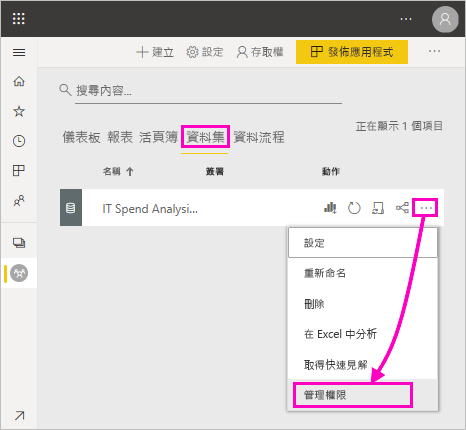 建立 設定 存取權 發佈應用程式
搜尋內容...
正在顯示 1 個項目
儀表板 報表 活頁簿 資料集 資料流程
名稱 簽署 動作
IT Spend Analysi...
設定
重新命名
刪除
在 Excel 中分析
取得快速見解
管理權限